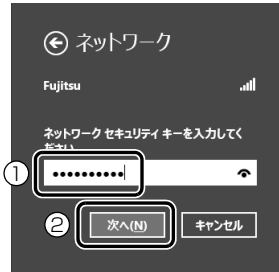 ネットワーク
Fujitsu
ネットワーク セキュリティ キーを入力してく
ださい
①
••••••••••
② 次へ(N) キャンセル